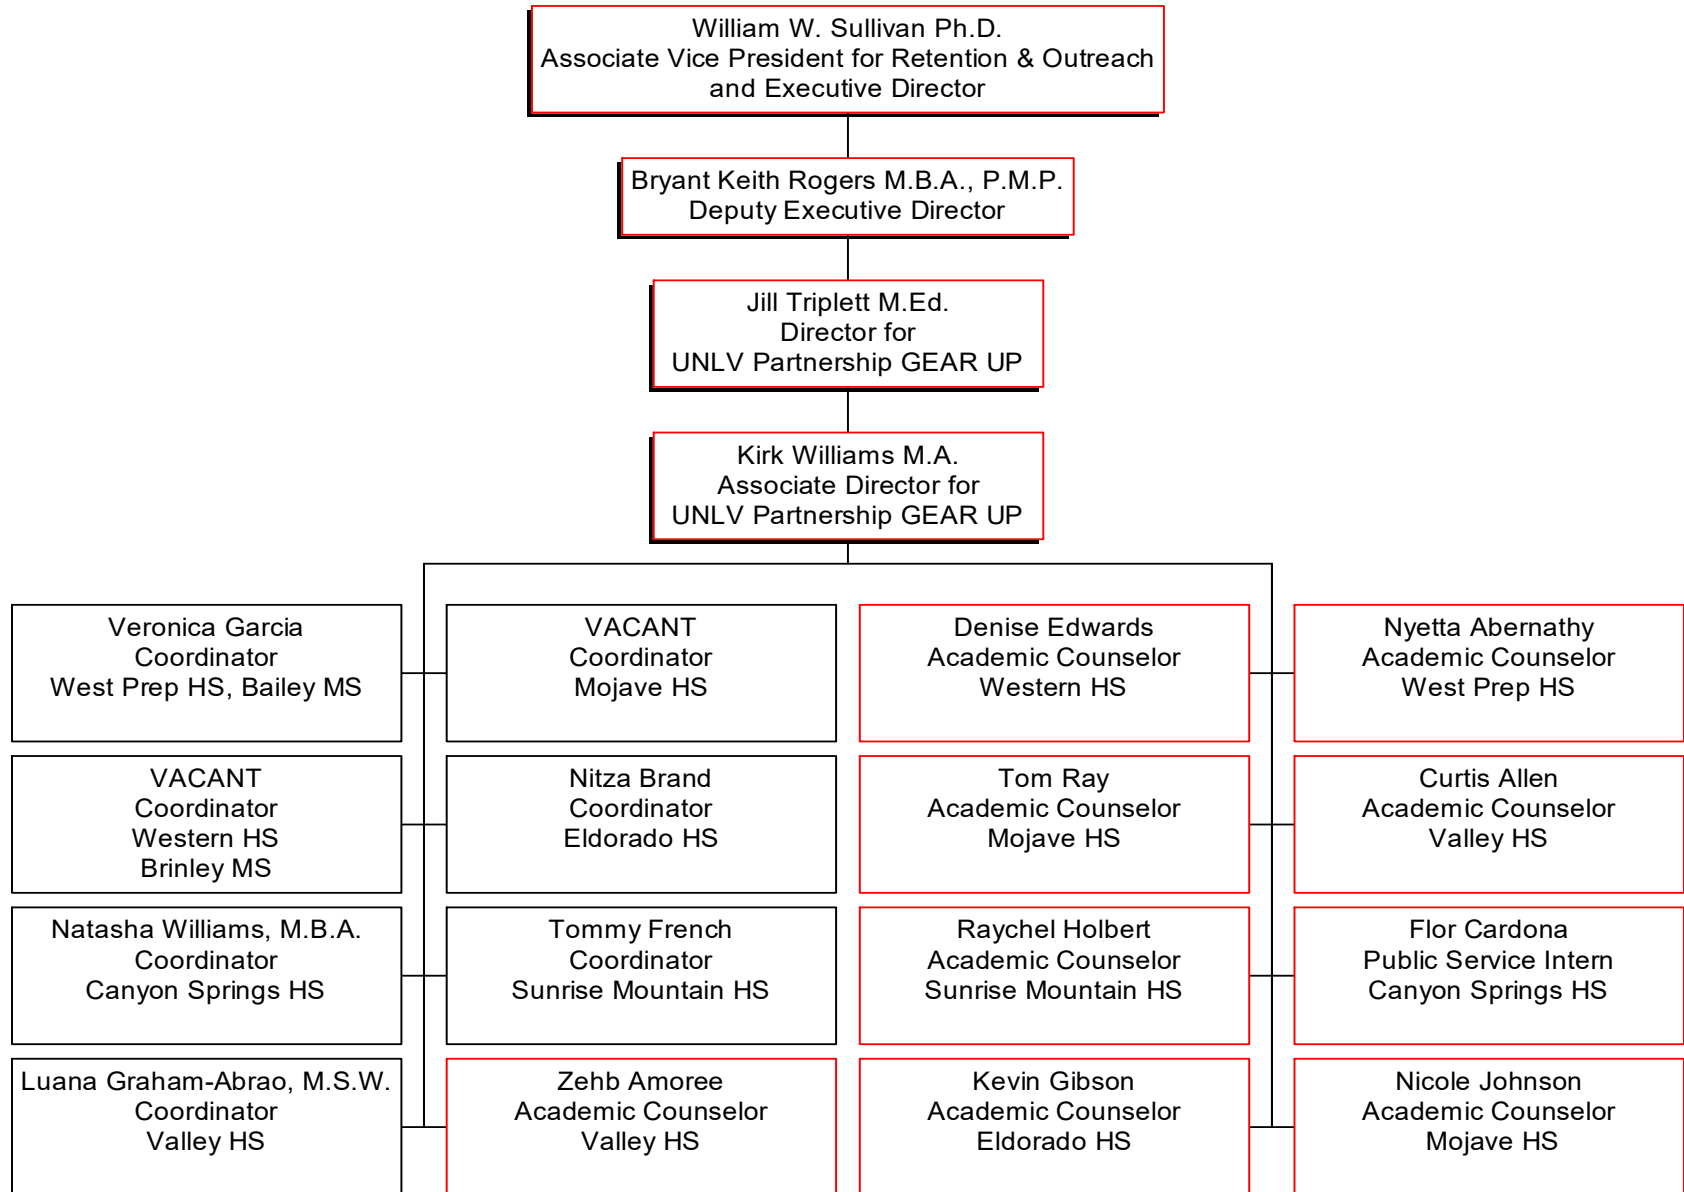 William W. Sullivan Ph.D.
Associate Vice President for Retention & Outreach
and Executive Director
Bryant Keith Rogers M.B.A., P.M.P.
Deputy Executive Director
Jill Triplett M.Ed.
Director for
UNLV Partnership GEAR UP
Kirk Williams M.A.
Associate Director for
UNLV Partnership GEAR UP
Veronica Garcia
Coordinator
West Prep HS, Bailey MS
VACANT
Coordinator
Mojave HS
Denise Edwards
Academic Counselor
Western HS
Nyetta Abernathy
Academic Counselor
West Prep HS
VACANT
Coordinator
Western HS
Brinley MS
Nitza Brand
Coordinator
Eldorado HS
Tom Ray
Academic Counselor
Mojave HS
Curtis Allen
Academic Counselor
Valley HS
Natasha Williams, M.B.A.
Coordinator
Canyon Springs HS
Tommy French
Coordinator
Sunrise Mountain HS
Raychel Holbert
Academic Counselor
Sunrise Mountain HS
Flor Cardona
Public Service Intern
Canyon Springs HS
Luana Graham-Abrao, M.S.W.
Coordinator
Valley HS
Zehb Amoree
Academic Counselor
Valley HS
Kevin Gibson
Academic Counselor
Eldorado HS
Nicole Johnson
Academic Counselor
Mojave HS